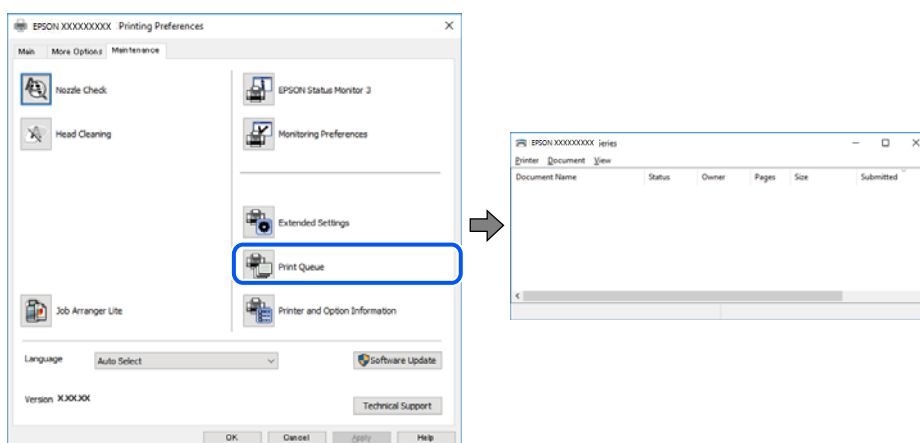 EPSON XXXXXXXXX Printing Preferences
Main More Options Maintenance
Nozzle Check
EPSON Status Monitor 3
Head Cleaning
Monitoring Preferences
Extended Settings
Print Queue
Job Arranger Lite
Printer and Option Information
Language Auto Select Software Update
Version X.XX.XX
Technical Support
OK Cancel Apply Help
EPSON XXXXXXXXX Series
Printer Document View
Document Name Status Owner Pages Size Submitted